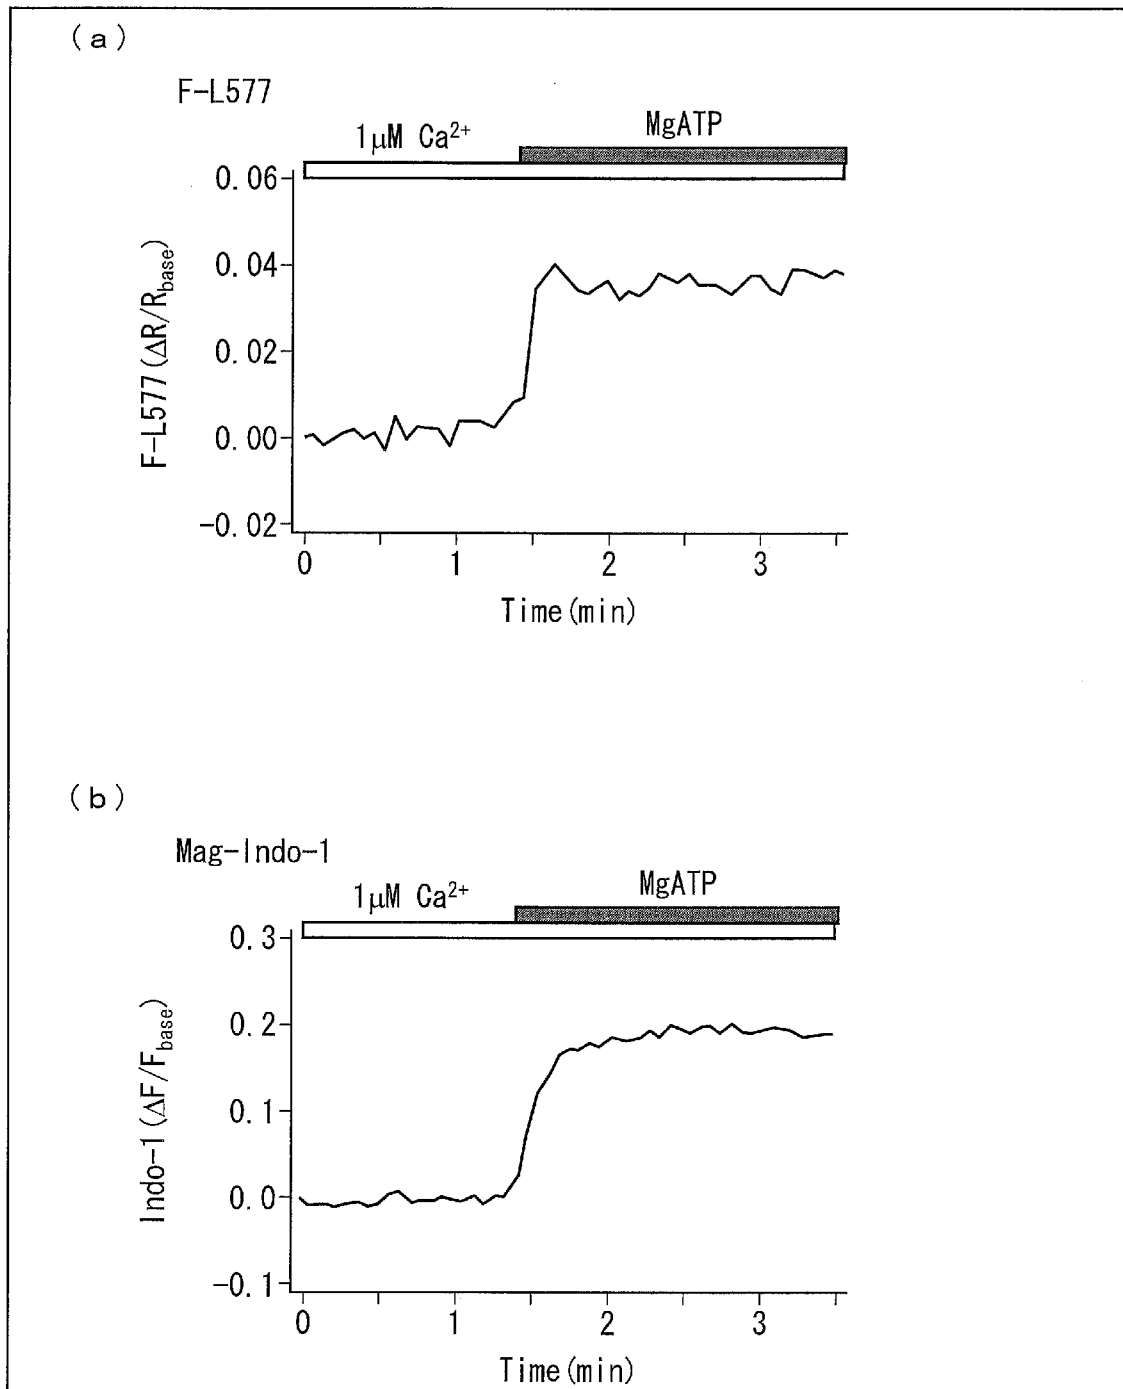 (a)
F-L577
1μM Ca²⁺
MgATP
F-L577 (ΔR/R_base)
0.06
0.04
0.02
0.00
-0.02
0 1 2 3
Time(min)
(b)
Mag-Indo-1
1μM Ca²⁺
MgATP
Indo-1 (ΔF/F_base)
0.3
0.2
0.1
0.0
-0.1
0 1 2 3
Time(min)